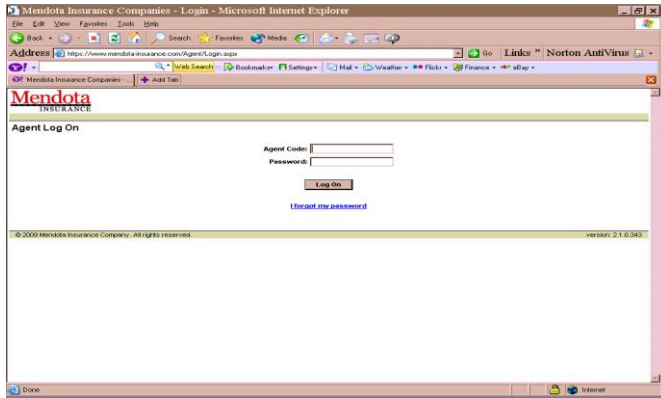 Mendota Insurance Companies - Login - Microsoft Internet Explorer
File Edit View Favorites Tools Help
Back Search Favorites Media
Address https://www.mendota-insurance.com/Agent/Login.aspx Go Links » Norton AntiVirus
Y! Web Search Bookmarks Settings Mail Weather Flickr Finance eBay
Mendota Insurance Companies - ... Add Tab
Mendota
INSURANCE
Agent Log On
Agent Code:
Password:
Log On
I forgot my password
© 2009 Mendota Insurance Company. All rights reserved. version: 2.1.0.343
Done Internet